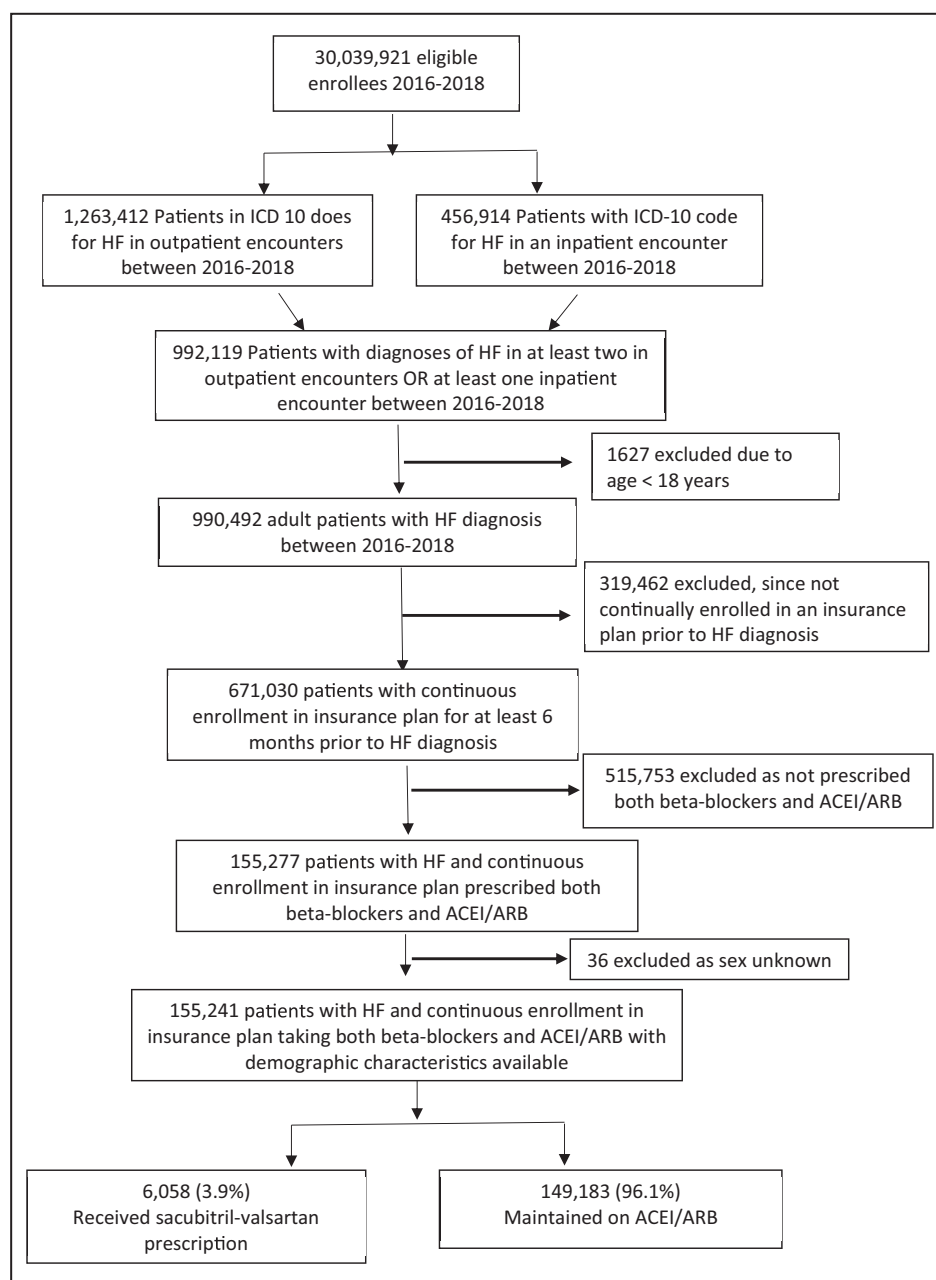 30,039,921 eligible
enrollees 2016-2018
1,263,412 Patients in ICD 10 does
for HF in outpatient encounters
between 2016-2018
456,914 Patients with ICD-10 code
for HF in an inpatient encounter
between 2016-2018
992,119 Patients with diagnoses of HF in at least two in
outpatient encounters OR at least one inpatient
encounter between 2016-2018
1627 excluded due to
age < 18 years
990,492 adult patients with HF diagnosis
between 2016-2018
319,462 excluded, since not
continually enrolled in an insurance
plan prior to HF diagnosis
671,030 patients with continuous
enrollment in insurance plan for at least 6
months prior to HF diagnosis
515,753 excluded as not prescribed
both beta-blockers and ACEI/ARB
155,277 patients with HF and continuous
enrollment in insurance plan prescribed both
beta-blockers and ACEI/ARB
36 excluded as sex unknown
155,241 patients with HF and continuous enrollment in
insurance plan taking both beta-blockers and ACEI/ARB with
demographic characteristics available
6,058 (3.9%)
Received sacubitril-valsartan
prescription
149,183 (96.1%)
Maintained on ACEI/ARB